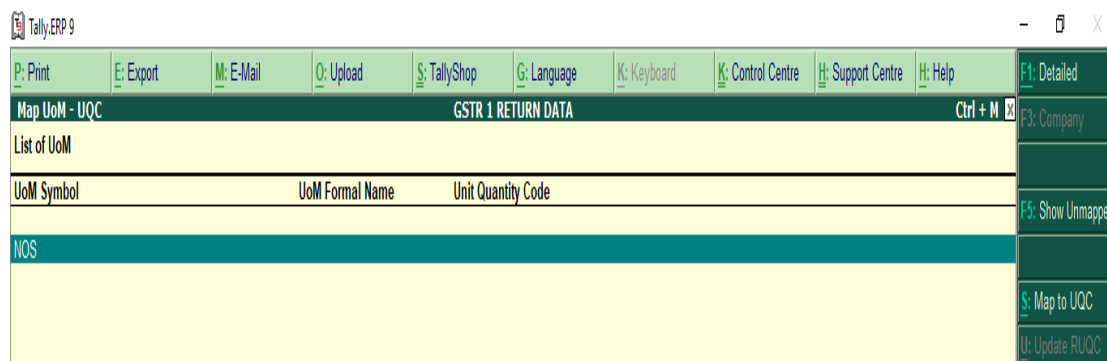 Tally.ERP 9
P: Print E: Export M: E-Mail O: Upload S: TallyShop G: Language K: Keyboard K: Control Centre H: Support Centre H: Help
F1: Detailed
Map UoM - UQC GSTR 1 RETURN DATA Ctrl + M
F3: Company
List of UoM
UoM Symbol UoM Formal Name Unit Quantity Code
F5: Show Unmappe
NOS
S: Map to UQC
U: Update RUQC